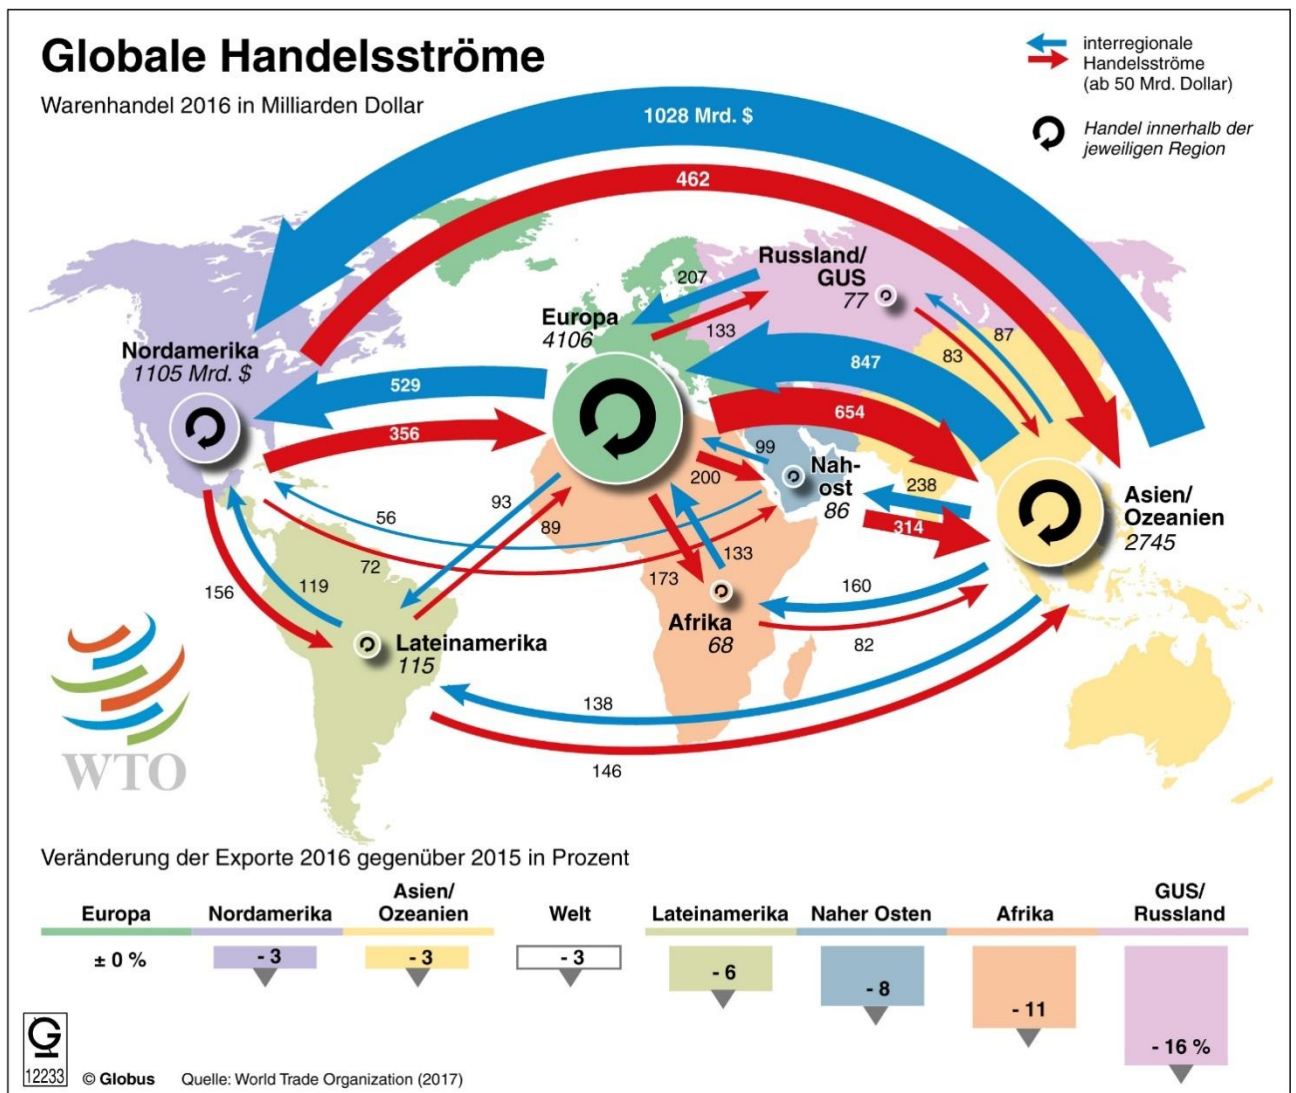 Globale Handelsströme
Warenhandel 2016 in Milliarden Dollar
interregionale
Handelsströme
(ab 50 Mrd. Dollar)
Handel innerhalb der
jeweiligen Region
1028 Mrd. $
462
Russland/
GUS
77
207
133
Europa
4106
87
83
Nordamerika
1105 Mrd. $
529
847
356
654
99
200
Nah-
ost
86
238
314
Asien/
Ozeanien
2745
93
89
56
72
133
173
156
119
160
82
Afrika
68
Lateinamerika
115
138
146
WTO
Veränderung der Exporte 2016 gegenüber 2015 in Prozent
Europa
± 0 %
Nordamerika
- 3
Asien/
Ozeanien
- 3
Welt
- 3
Lateinamerika
- 6
Naher Osten
- 8
Afrika
- 11
GUS/
Russland
- 16 %
G
12233
© Globus
Quelle: World Trade Organization (2017)